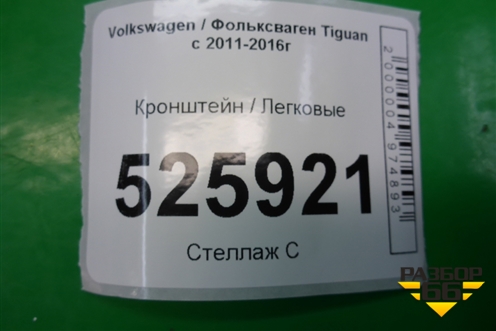 Volkswagen / Фольксваген Tiguan
с 2011-2016г
Кронштейн / Легковые
525921
Стеллаж С
2000004974893
РАЗБОР
66